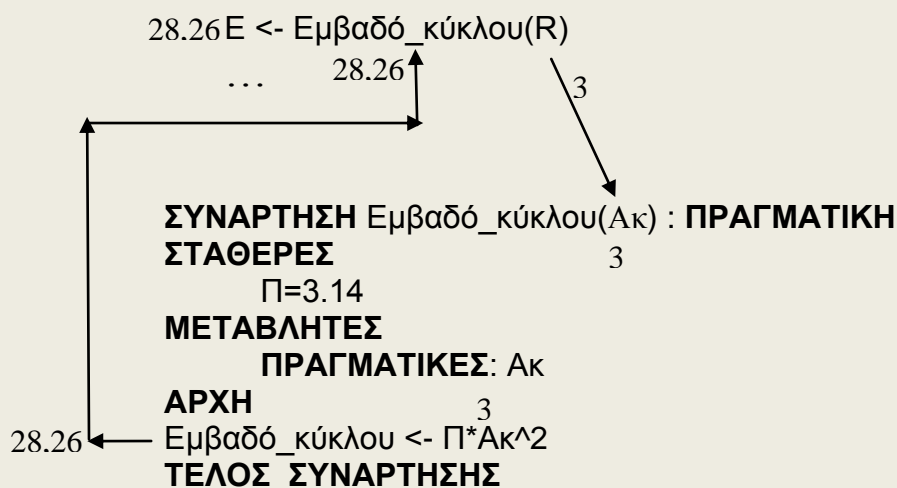 28.26 Ε <- Εμβαδό_κύκλου(R)
… 28.26
3
ΣΥΝΑΡΤΗΣΗ Εμβαδό_κύκλου(Ακ) : ΠΡΑΓΜΑΤΙΚΗ
ΣΤΑΘΕΡΕΣ 3
Π=3.14
ΜΕΤΑΒΛΗΤΕΣ
ΠΡΑΓΜΑΤΙΚΕΣ: Ακ
ΑΡΧΗ 3
28.26 Εμβαδό_κύκλου <- Π*Ακ^2
ΤΕΛΟΣ_ΣΥΝΑΡΤΗΣΗΣ